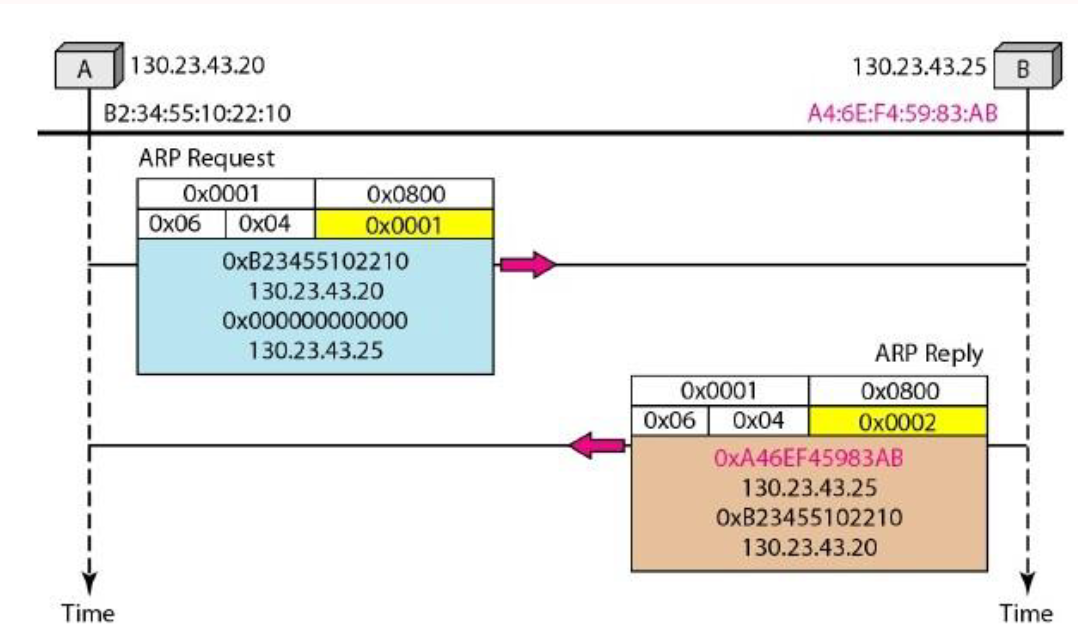 A 130.23.43.20
130.23.43.25 B
B2:34:55:10:22:10
A4:6E:F4:59:83:AB
ARP Request
0x0001 0x0800
0x06 0x04 0x0001
0xB23455102210
130.23.43.20
0x000000000000
130.23.43.25
ARP Reply
0x0001 0x0800
0x06 0x04 0x0002
0xA46EF45983AB
130.23.43.25
0xB23455102210
130.23.43.20
Time
Time